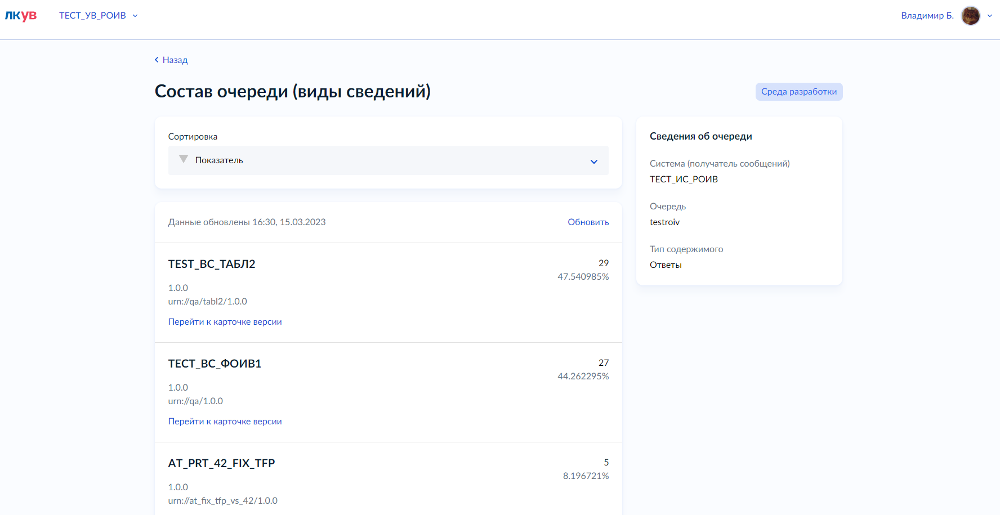 ЛКУВ
ТЕСТ_УВ_РОИВ
Владимир Б.
Назад
Состав очереди (виды сведений)
Среда разработки
Сортировка
Показатель
Данные обновлены 16:30, 15.03.2023
Обновить
TEST_ВС_ТАБЛ2
29
47.540985%
1.0.0
urn://qa/tabl2/1.0.0
Перейти к карточке версии
ТЕСТ_ВС_ФОИВ1
27
44.262295%
1.0.0
urn://qa/1.0.0
Перейти к карточке версии
AT_PRT_42_FIX_TFP
5
8.196721%
1.0.0
urn://at_fix_tfp_vs_42/1.0.0
Сведения об очереди
Система (получатель сообщений)
ТЕСТ_ИС_РОИВ
Очередь
testroiv
Тип содержимого
Ответы